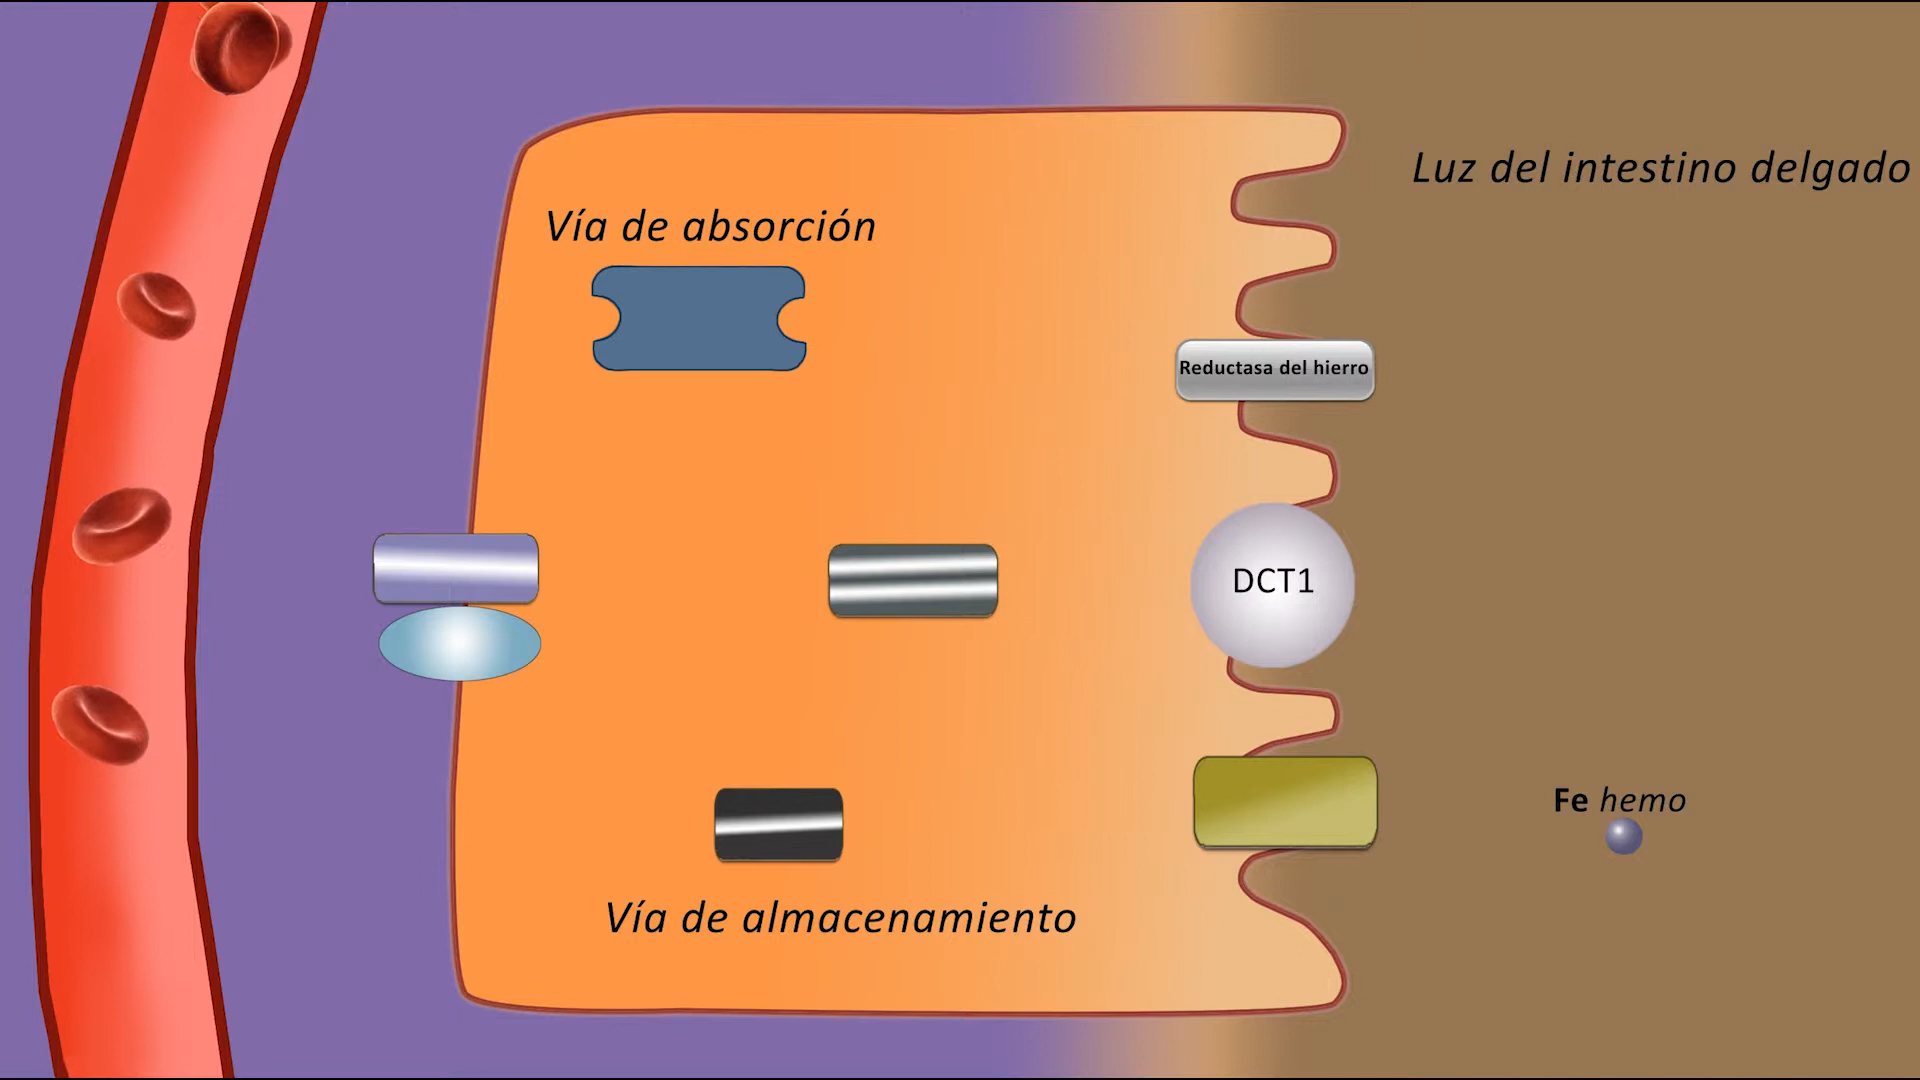 Luz del intestino delgado
Vía de absorción
Reductasa del hierro
DCT1
Fe hemo
Vía de almacenamiento